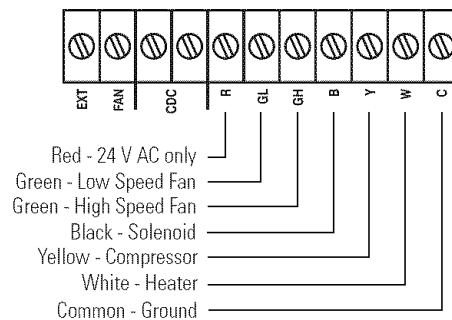 EXT FAN CDC R GL GH B Y W C
Red - 24 V AC only
Green - Low Speed Fan
Green - High Speed Fan
Black - Solenoid
Yellow - Compressor
White - Heater
Common - Ground